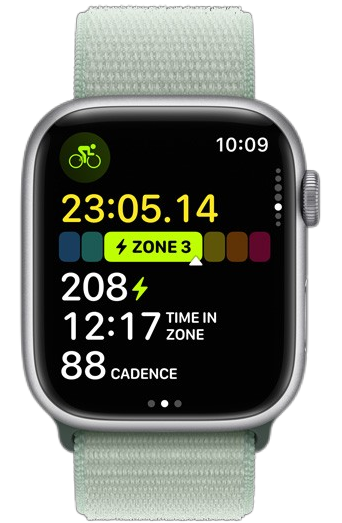 10:09
23:05.14
ZONE 3
208
12:17 TIME IN
ZONE
88 CADENCE